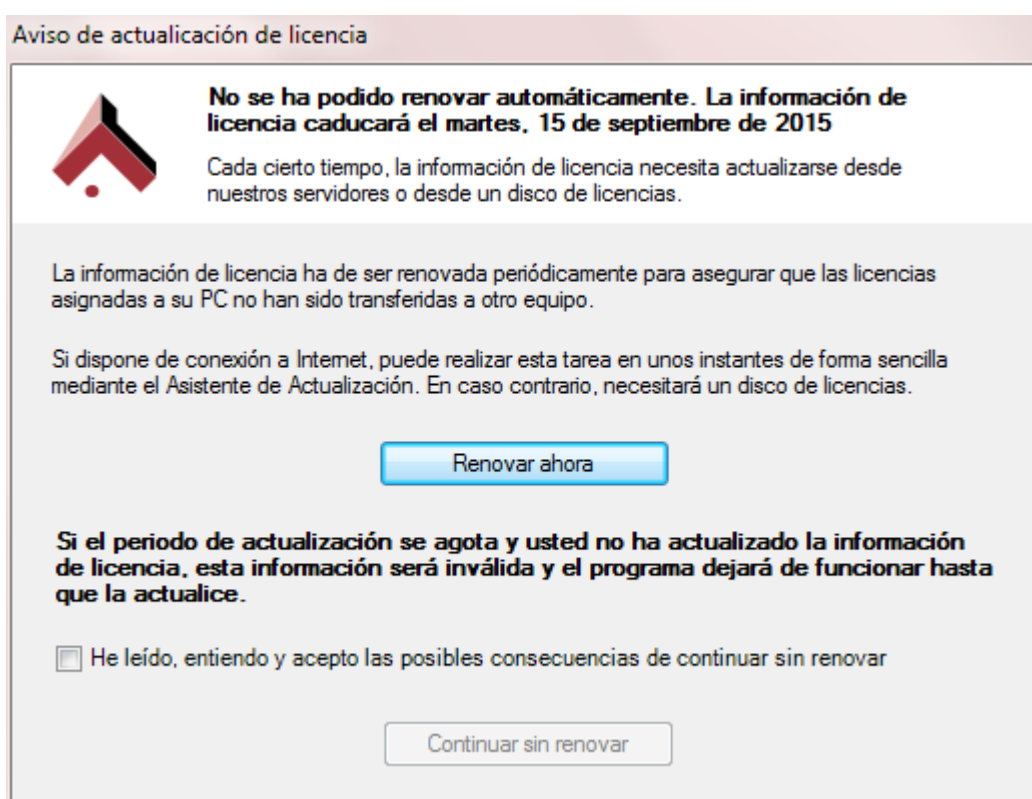 Aviso de actualicación de licencia
No se ha podido renovar automáticamente. La información de
licencia caducará el martes, 15 de septiembre de 2015
Cada cierto tiempo, la información de licencia necesita actualizarse desde
nuestros servidores o desde un disco de licencias.
La información de licencia ha de ser renovada periódicamente para asegurar que las licencias
asignadas a su PC no han sido transferidas a otro equipo.
Si dispone de conexión a Internet, puede realizar esta tarea en unos instantes de forma sencilla
mediante el Asistente de Actualización. En caso contrario, necesitará un disco de licencias.
Renovar ahora
Si el periodo de actualización se agota y usted no ha actualizado la información
de licencia, esta información será inválida y el programa dejará de funcionar hasta
que la actualice.
He leído, entiendo y acepto las posibles consecuencias de continuar sin renovar
Continuar sin renovar